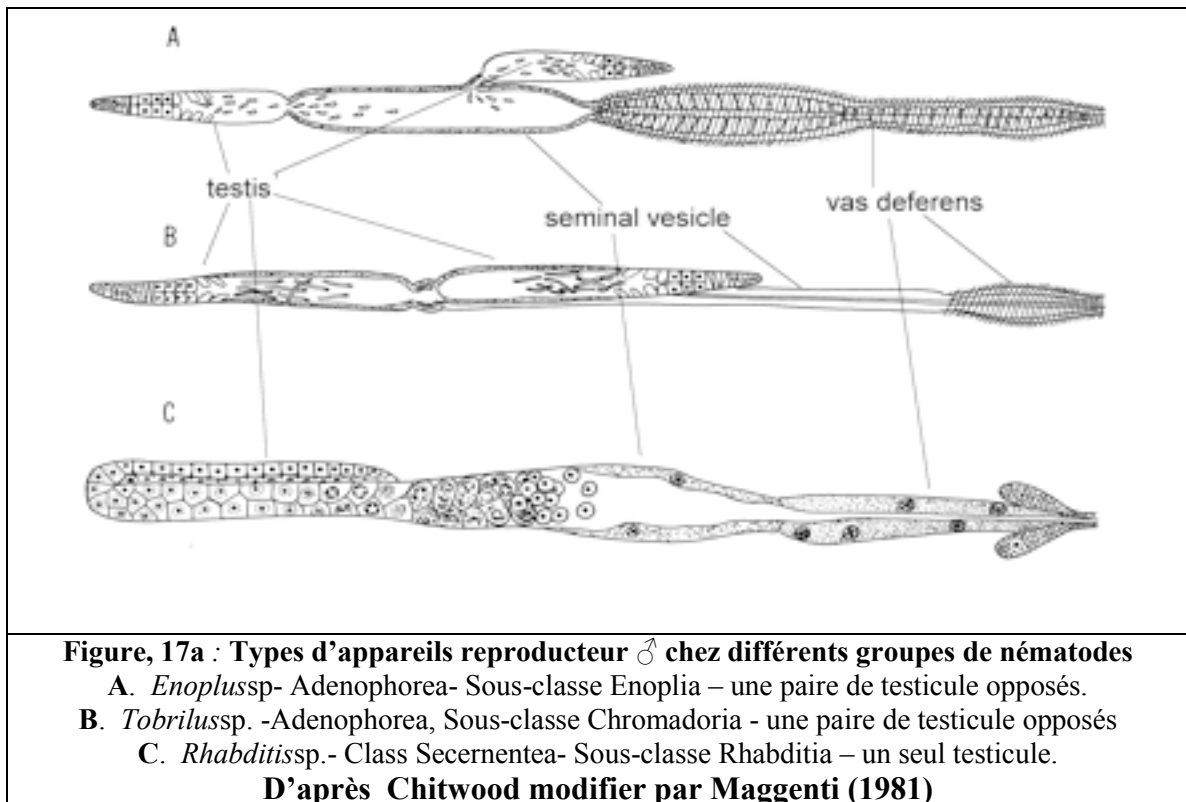 A
testis
seminal vesicle
vas deferens
B
C
Figure, 17a : Types d’appareils reproducteur ♂ chez différents groupes de nématodes
A. Enoplussp- Adenophorea- Sous-classe Enoplia – une paire de testicule opposés.
B. Tobrilussp. -Adenophorea, Sous-classe Chromadoria - une paire de testicule opposés
C. Rhabditissp.- Class Secernentea- Sous-classe Rhabditia – un seul testicule.
D’après Chitwood modifier par Maggenti (1981)